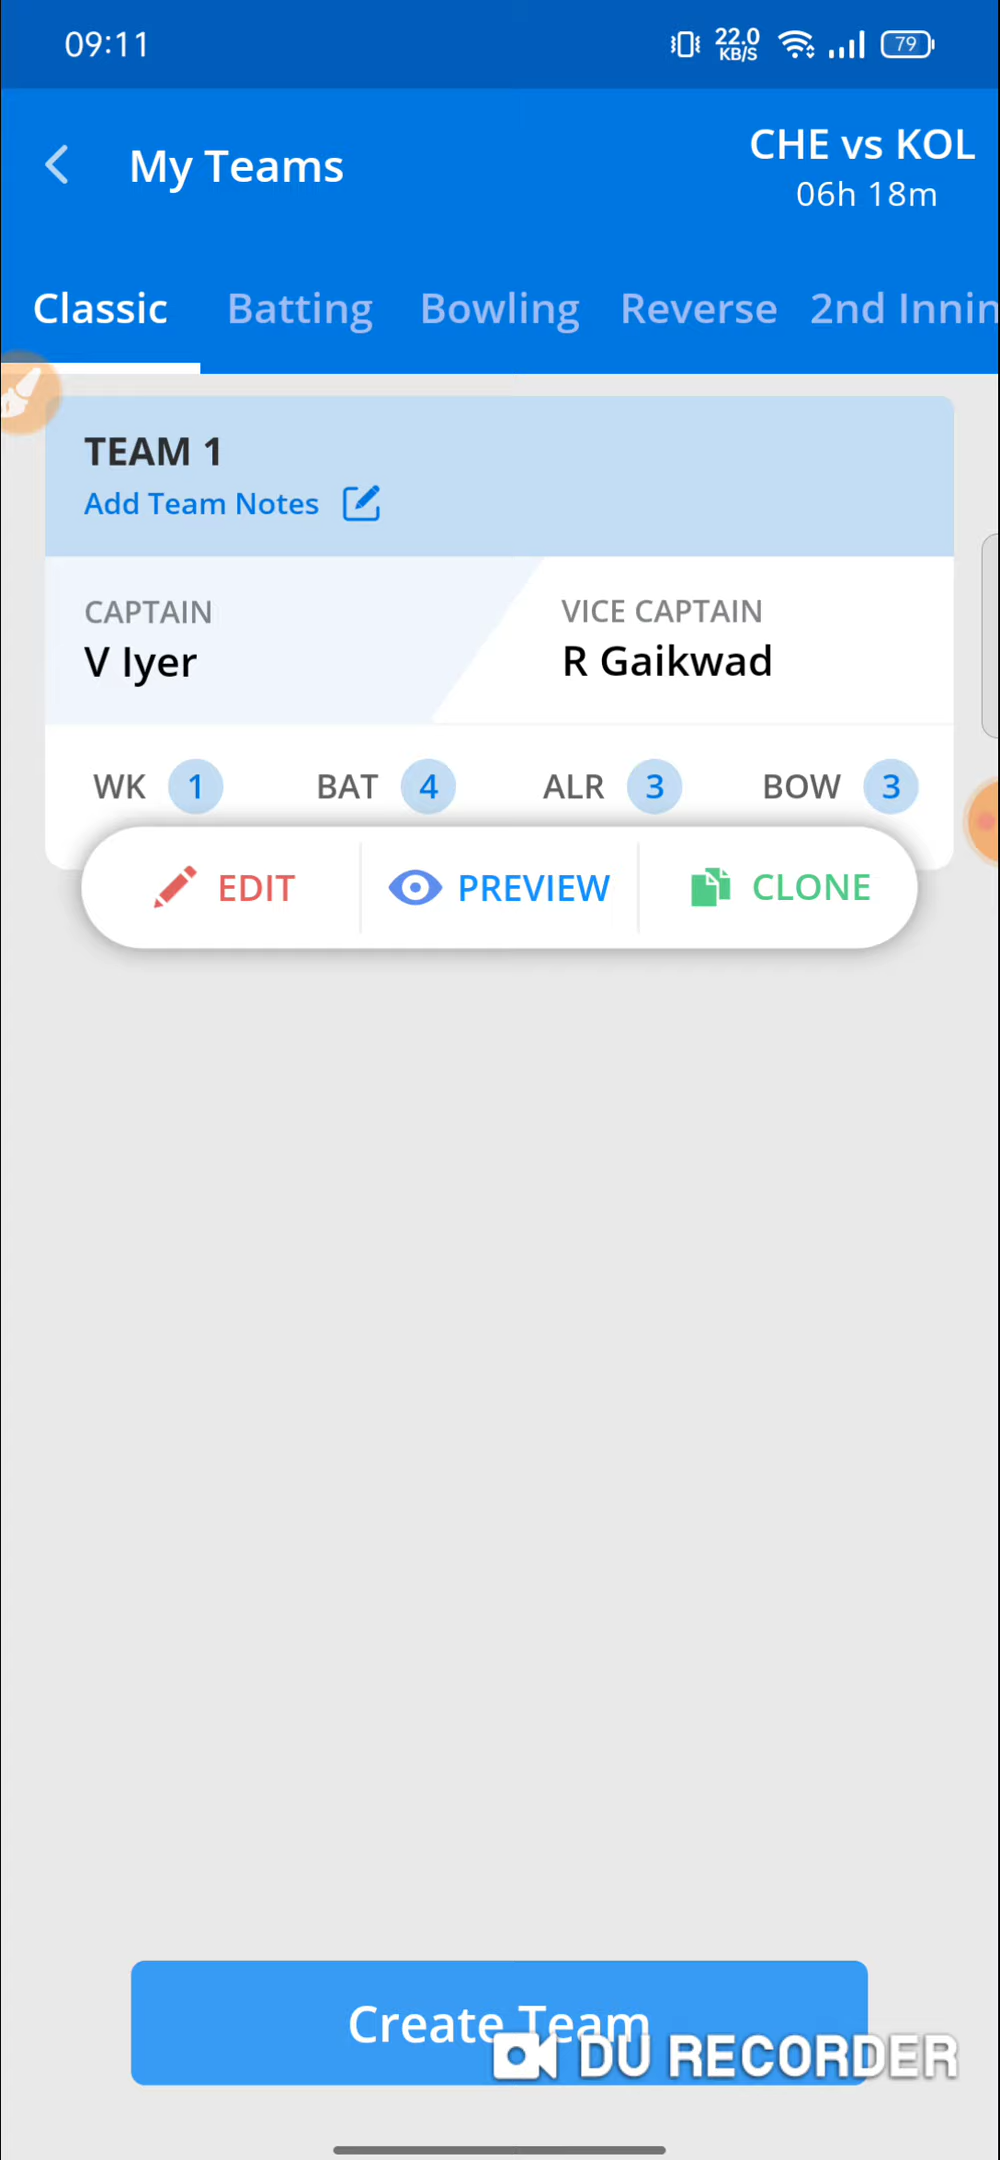 09:11
22.0
KB/S
79
My Teams
CHE vs KOL
06h 18m
Classic Batting Bowling Reverse 2nd Innin
TEAM 1
Add Team Notes
CAPTAIN VICE CAPTAIN
V Iyer R Gaikwad
WK 1 BAT 4 ALR 3 BOW 3
EDIT PREVIEW CLONE
Create Team
DU RECORDER